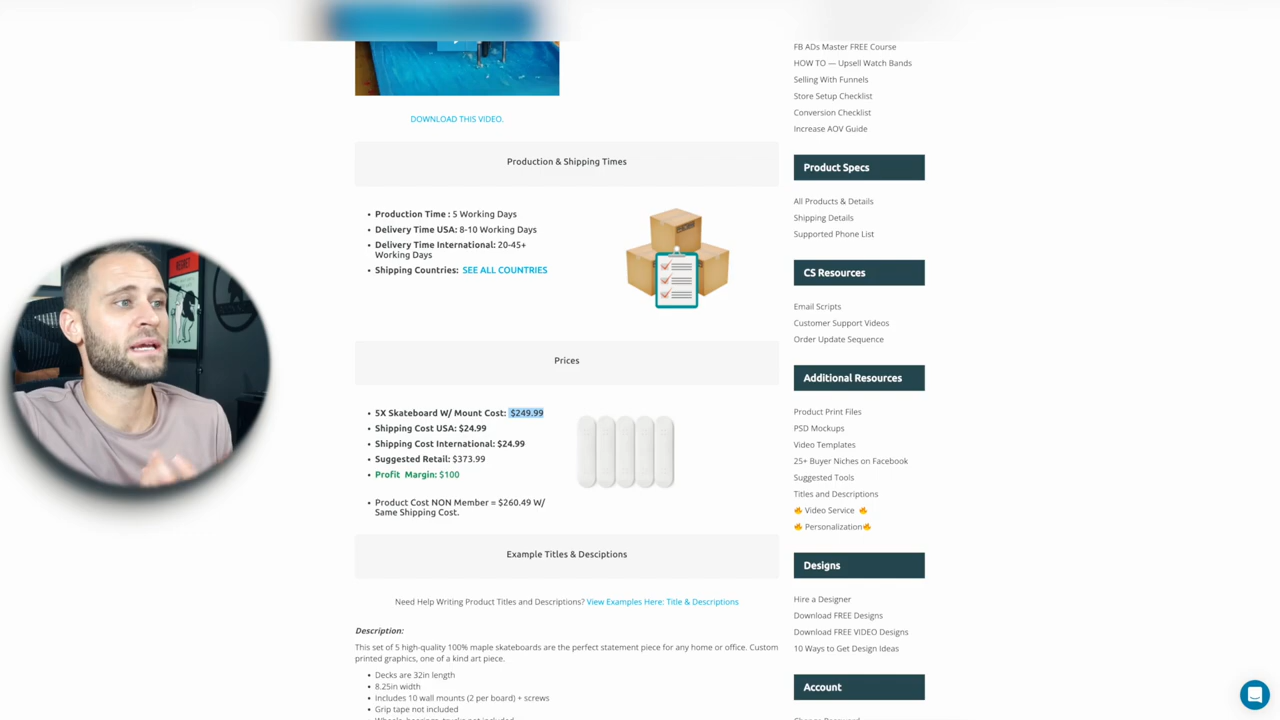 DOWNLOAD THIS VIDEO.
Production & Shipping Times
• Production Time : 5 Working Days
• Delivery Time USA: 8-10 Working Days
• Delivery Time International: 20-45+
Working Days
• Shipping Countries: SEE ALL COUNTRIES
Prices
• 5X Skateboard W/ Mount Cost: $249.99
• Shipping Cost USA: $24.99
• Shipping Cost International: $24.99
• Suggested Retail: $373.99
• Profit Margin: $100
• Product Cost NON Member = $260.49 W/
Same Shipping Cost.
Example Titles & Desciptions
Need Help Writing Product Titles and Descriptions? View Examples Here: Title & Descriptions
Description:
This set of 5 high-quality 100% maple skateboards are the perfect statement piece for any home or office. Custom
printed graphics, one of a kind art piece.
• Decks are 32in length
• 8.25in width
• Includes 10 wall mounts (2 per board) + screws
• Grip tape not included
FB ADs Master FREE Course
HOW TO — Upsell Watch Bands
Selling With Funnels
Store Setup Checklist
Conversion Checklist
Increase AOV Guide
Product Specs
All Products & Details
Shipping Details
Supported Phone List
CS Resources
Email Scripts
Customer Support Videos
Order Update Sequence
Additional Resources
Product Print Files
PSD Mockups
Video Templates
25+ Buyer Niches on Facebook
Suggested Tools
Titles and Descriptions
🔥 Video Service 🔥
🔥 Personalization🔥
Designs
Hire a Designer
Download FREE Designs
Download FREE VIDEO Designs
10 Ways to Get Design Ideas
Account
REGRET